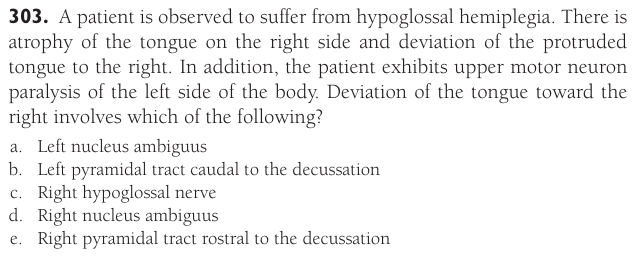 303. A patient is observed to suffer from hypoglossal hemiplegia. There is
atrophy of the tongue on the right side and deviation of the protruded
tongue to the right. In addition, the patient exhibits upper motor neuron
paralysis of the left side of the body. Deviation of the tongue toward the
right involves which of the following?
a. Left nucleus ambiguus
b. Left pyramidal tract caudal to the decussation
c. Right hypoglossal nerve
d. Right nucleus ambiguus
e. Right pyramidal tract rostral to the decussation